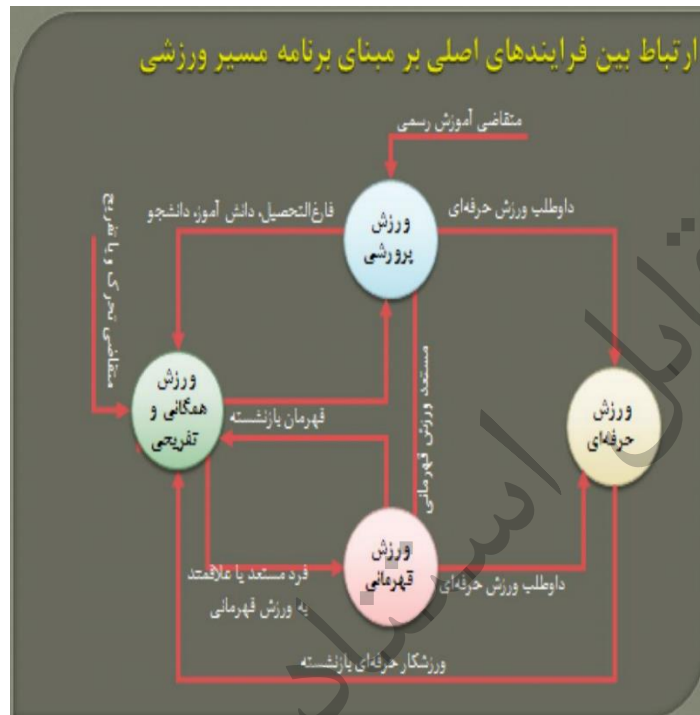 ارتباط بین فرایندهای اصلی بر مبنای برنامه مسیر ورزشی
متقاضی آموزش رسمی
داوطلب ورزش حرفه‌ای
ورزش
پرورشی
فارغ‌التحصیل، دانش آموز، دانشجو
متقاضی تحرک و یا تفریح
ورزش
همگانی و
تفریحی
ورزش
حرفه‌ای
مستعد ورزش قهرمانی
قهرمان بازنشسته
ورزش
قهرمانی
داوطلب ورزش حرفه‌ای
فرد مستعد یا علاقمند
به ورزش قهرمانی
ورزشکار حرفه‌ای بازنشسته